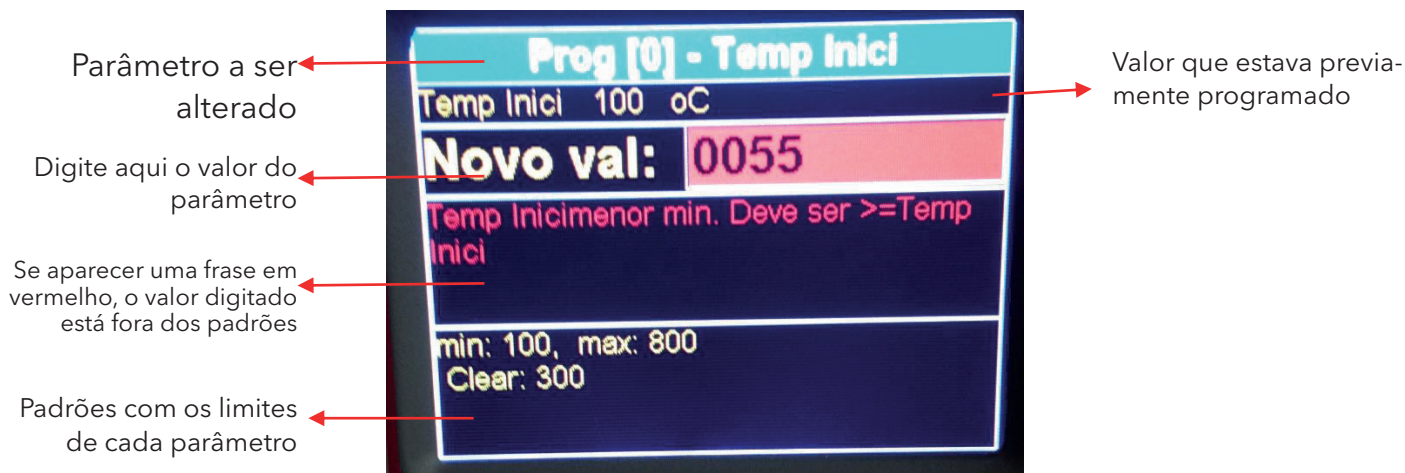 Parâmetro a ser
alterado
Digite aqui o valor do
parâmetro
Se aparecer uma frase em
vermelho, o valor digitado
está fora dos padrões
Padrões com os limites
de cada parâmetro
Prog [0] - Temp Inici
Temp Inici 100 oC
Novo val: 0055
Temp Inicimenor min. Deve ser >=Temp
Inici
min: 100, max: 800
Clear: 300
Valor que estava previa-
mente programado